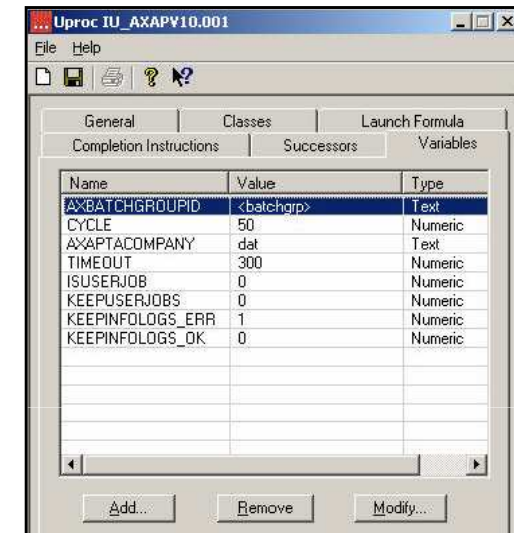 Uproc IU_AXAPV10.001
File Help
General Classes Launch Formula
Completion Instructions Successors Variables
Name Value Type
AXBATCHGROUPID <batchgrp> Text
CYCLE 50 Numeric
AXAPTACOMPANY dat Text
TIMEOUT 300 Numeric
ISUSERJOB 0 Numeric
KEEPUSERJOBS 0 Numeric
KEEPINFOLOGS_ERR 1 Numeric
KEEPINFOLOGS_OK 0 Numeric
Add... Remove Modify...